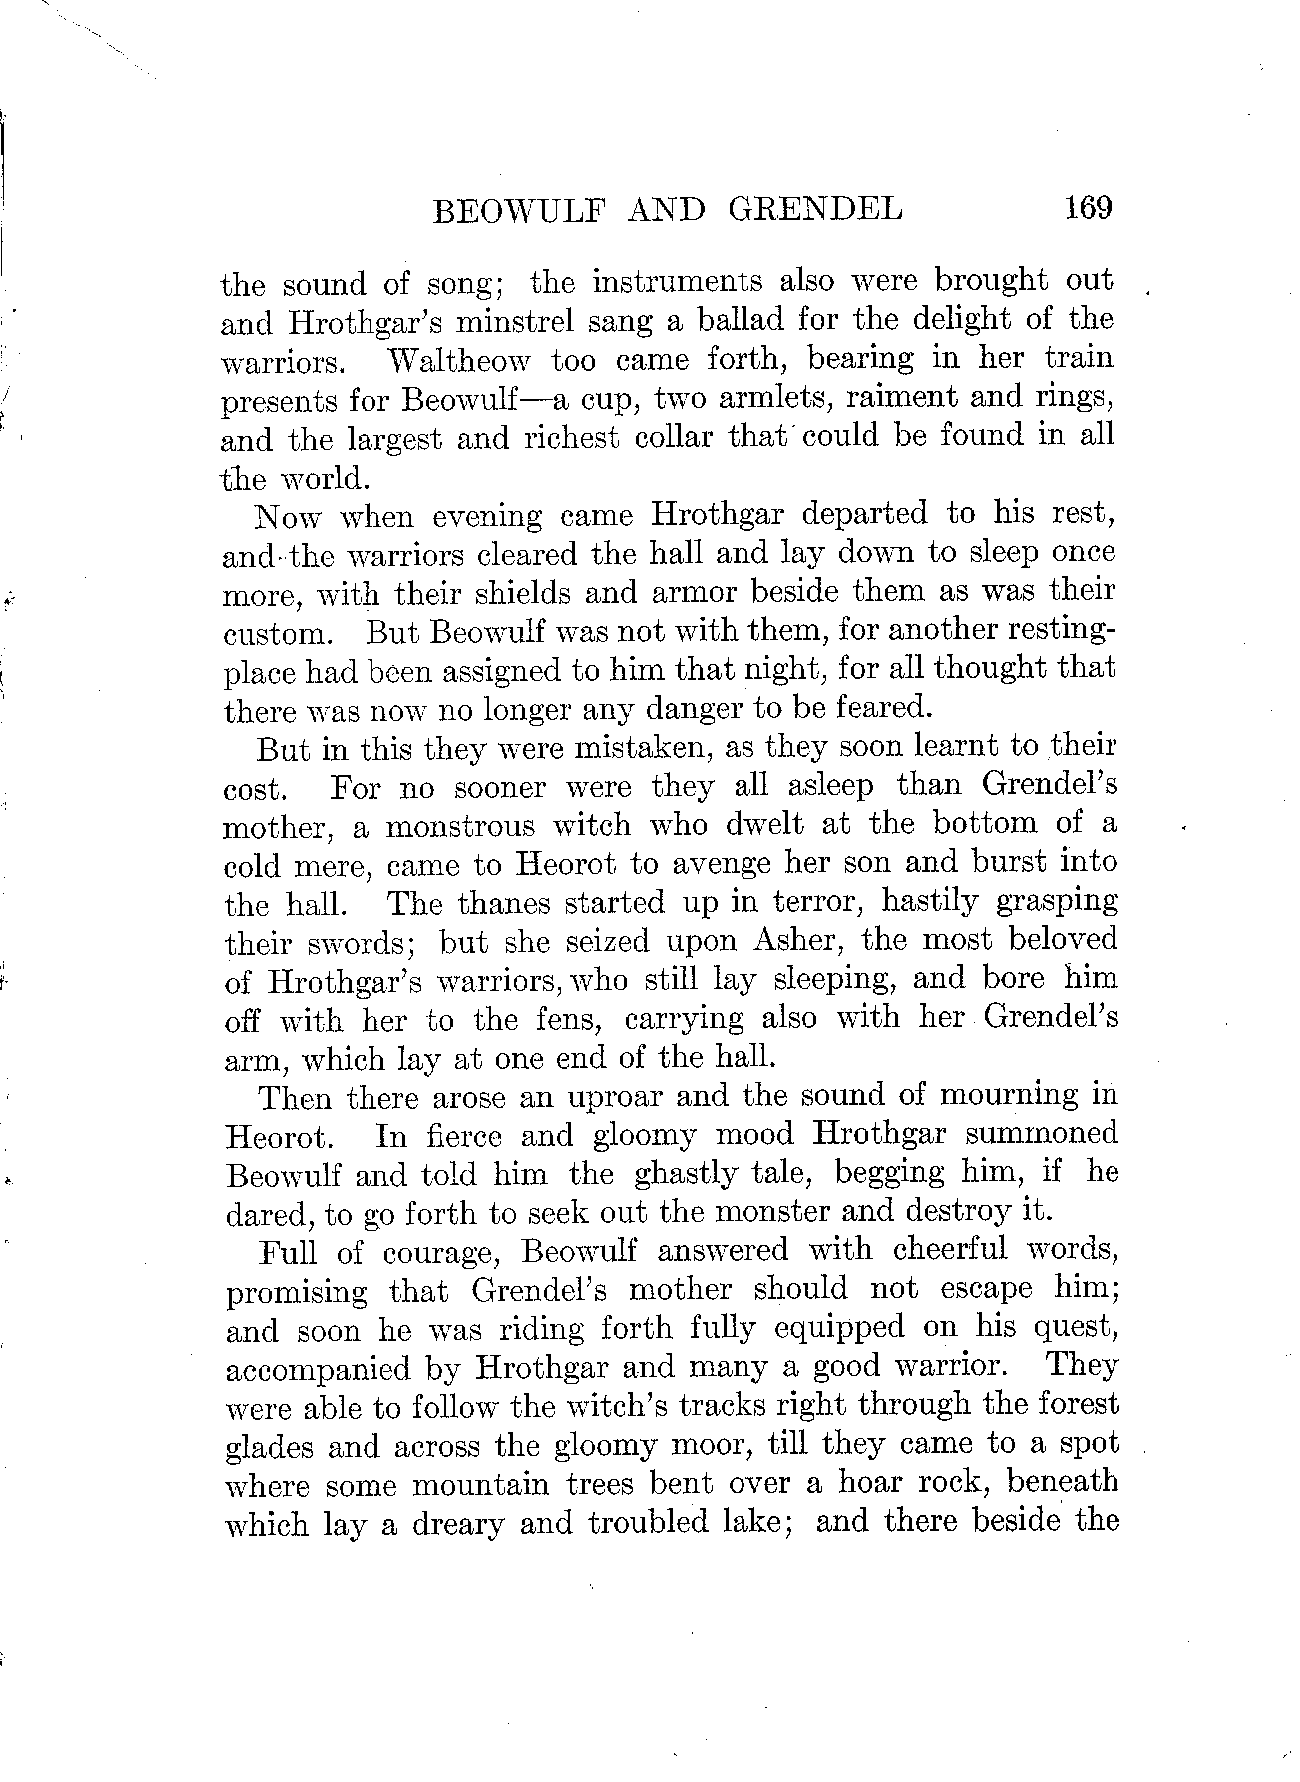 BEOWULF AND GRENDEL 169
the sound of song; the instruments also were brought out
and Hrothgar's minstrel sang a ballad for the delight of the
warriors. Waltheow too came forth, bearing in her train
presents for Beowulf—a cup, two armlets, raiment and rings,
and the largest and richest collar that could be found in all
the world.
Now when evening came Hrothgar departed to his rest,
and the warriors cleared the hall and lay down to sleep once
more, with their shields and armor beside them as was their
custom. But Beowulf was not with them, for another resting-
place had been assigned to him that night, for all thought that
there was now no longer any danger to be feared.
But in this they were mistaken, as they soon learnt to their
cost. For no sooner were they all asleep than Grendel's
mother, a monstrous witch who dwelt at the bottom of a
cold mere, came to Heorot to avenge her son and burst into
the hall. The thanes started up in terror, hastily grasping
their swords; but she seized upon Asher, the most beloved
of Hrothgar's warriors, who still lay sleeping, and bore him
off with her to the fens, carrying also with her Grendel's
arm, which lay at one end of the hall.
Then there arose an uproar and the sound of mourning in
Heorot. In fierce and gloomy mood Hrothgar summoned
Beowulf and told him the ghastly tale, begging him, if he
dared, to go forth to seek out the monster and destroy it.
Full of courage, Beowulf answered with cheerful words,
promising that Grendel's mother should not escape him;
and soon he was riding forth fully equipped on his quest,
accompanied by Hrothgar and many a good warrior. They
were able to follow the witch's tracks right through the forest
glades and across the gloomy moor, till they came to a spot
where some mountain trees bent over a hoar rock, beneath
which lay a dreary and troubled lake; and there beside the